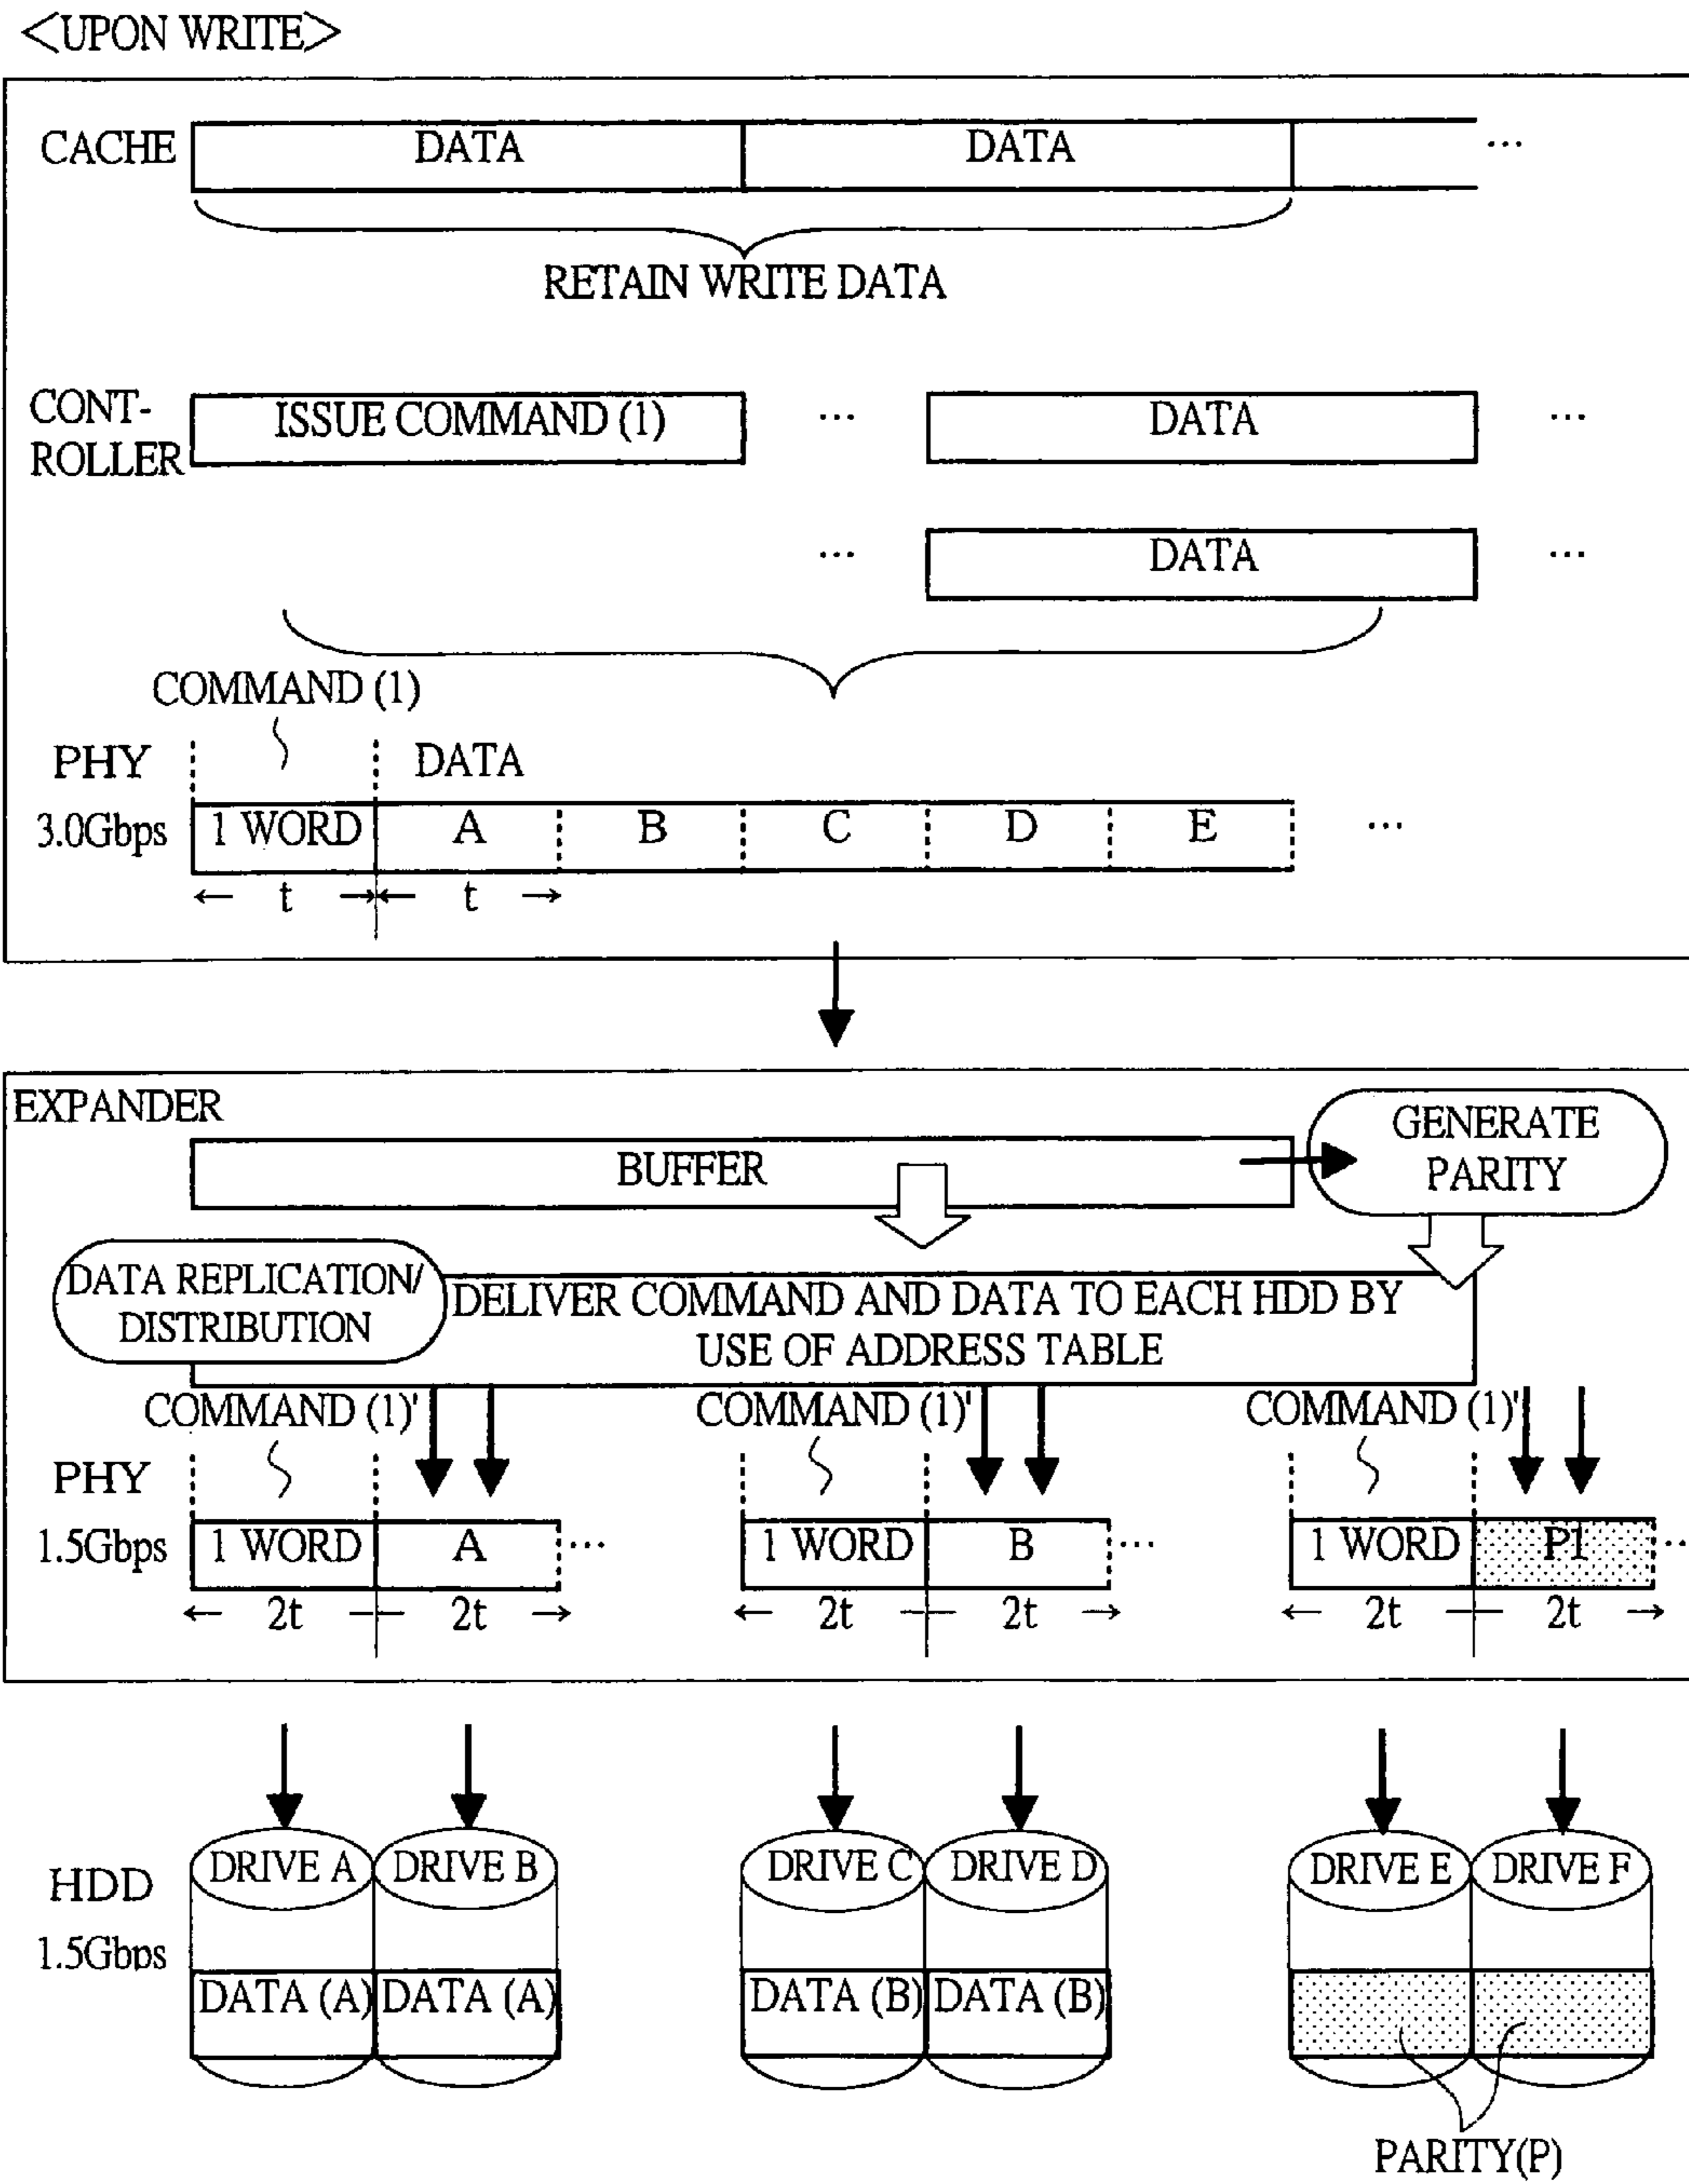 <UPON WRITE>
CACHE DATA DATA ...
RETAIN WRITE DATA
CONT-
ROLLER ISSUE COMMAND (1) ... DATA ...
... DATA ...
COMMAND (1)
PHY DATA
3.0Gbps 1 WORD A B C D E ...
← t →← t →
EXPANDER
BUFFER
GENERATE
PARITY
DATA REPLICATION/
DISTRIBUTION
DELIVER COMMAND AND DATA TO EACH HDD BY
USE OF ADDRESS TABLE
COMMAND (1)' COMMAND (1)' COMMAND (1)'
PHY
1.5Gbps 1 WORD A ... 1 WORD B ... 1 WORD P1 ...
← 2t — 2t → ← 2t — 2t → ← 2t — 2t →
HDD
1.5Gbps
DRIVE A DRIVE B DRIVE C DRIVE D DRIVE E DRIVE F
DATA (A) DATA (A) DATA (B) DATA (B)
PARITY(P)